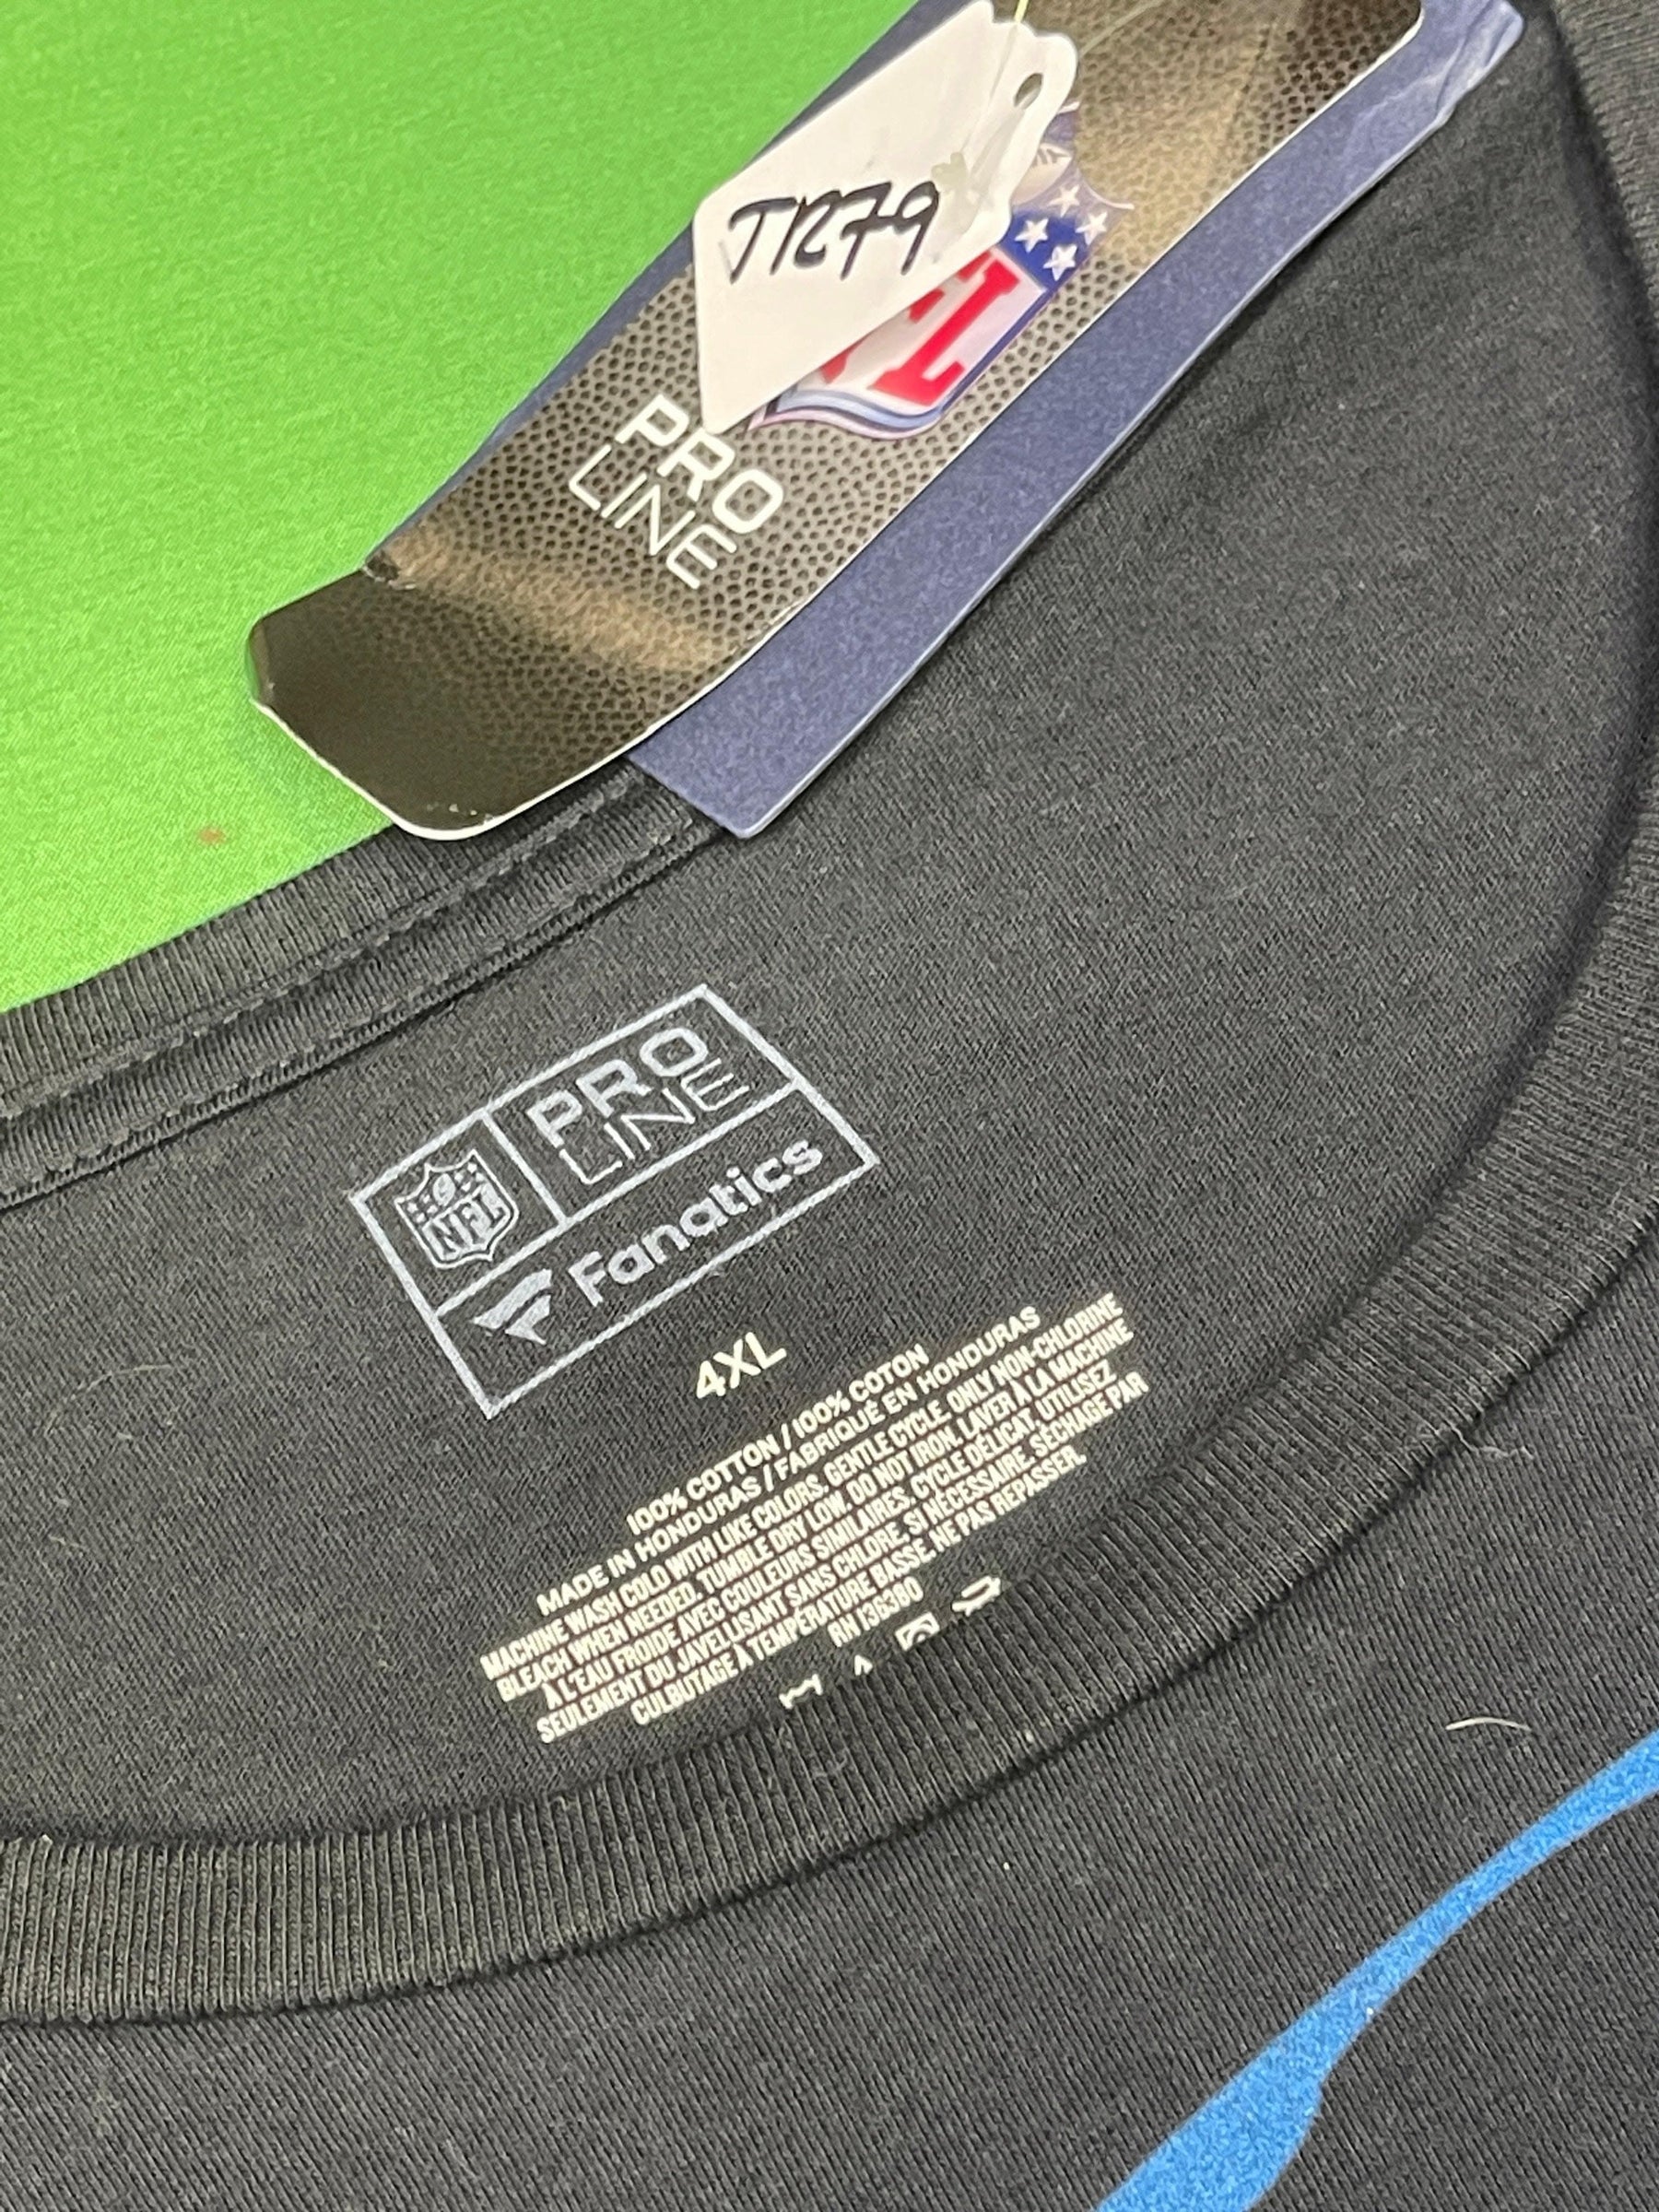 JR79
PRO
LINE
NFL
PRO
LINE
Fanatics
4XL
100% COTTON / 100% COTON
MADE IN HONDURAS / FABRIQUÉ EN HONDURAS
MACHINE WASH COLD WITH LIKE COLORS. GENTLE CYCLE. ONLY NON-CHLORINE
BLEACH WHEN NEEDED. TUMBLE DRY LOW. DO NOT IRON. LAVER À LA MACHINE
À L'EAU FROIDE AVEC COULEURS SIMILAIRES. CYCLE DÉLICAT. UTILISEZ
SEULEMENT DU JAVELLISANT SANS CHLORE, SI NÉCESSAIRE. SÉCHAGE PAR
CULBUTAGE À TEMPÉRATURE BASSE. NE PAS REPASSER.
RN 136380